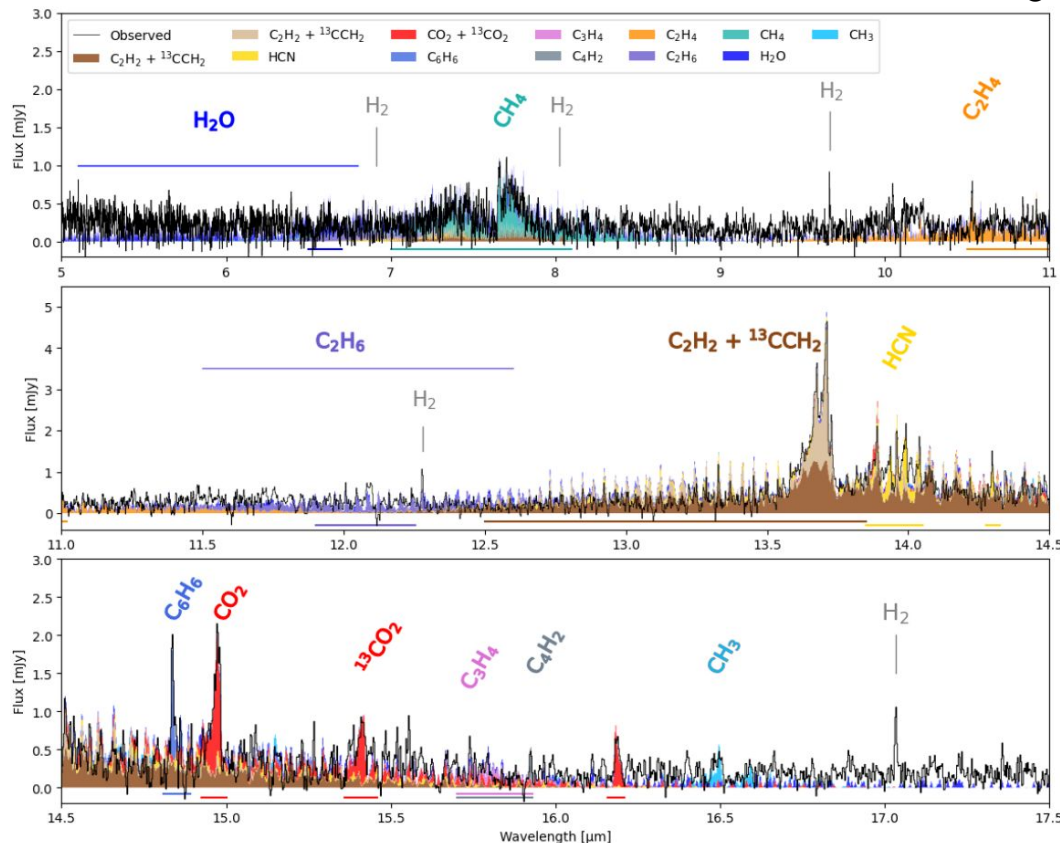 g
3.0
2.5
2.0
1.5
1.0
0.5
0.0
Flux [mJy]
Observed
C₂H₂ + ¹³CCH₂
C₂H₂ + ¹³CCH₂
HCN
CO₂ + ¹³CO₂
C₆H₆
C₃H₄
C₄H₂
C₂H₄
C₂H₆
CH₄
H₂O
CH₃
H₂O
H₂
CH₄
H₂
H₂
C₂H₄
5 6 7 8 9 10 11
5
4
3
2
1
0
Flux [mJy]
C₂H₆
H₂
C₂H₂ + ¹³CCH₂
HCN
11.0 11.5 12.0 12.5 13.0 13.5 14.0 14.5
3.0
2.5
2.0
1.5
1.0
0.5
0.0
Flux [mJy]
C₆H₆
CO₂
¹³CO₂
C₃H₄
C₄H₂
CH₃
H₂
14.5 15.0 15.5 16.0 16.5 17.0 17.5
Wavelength [μm]